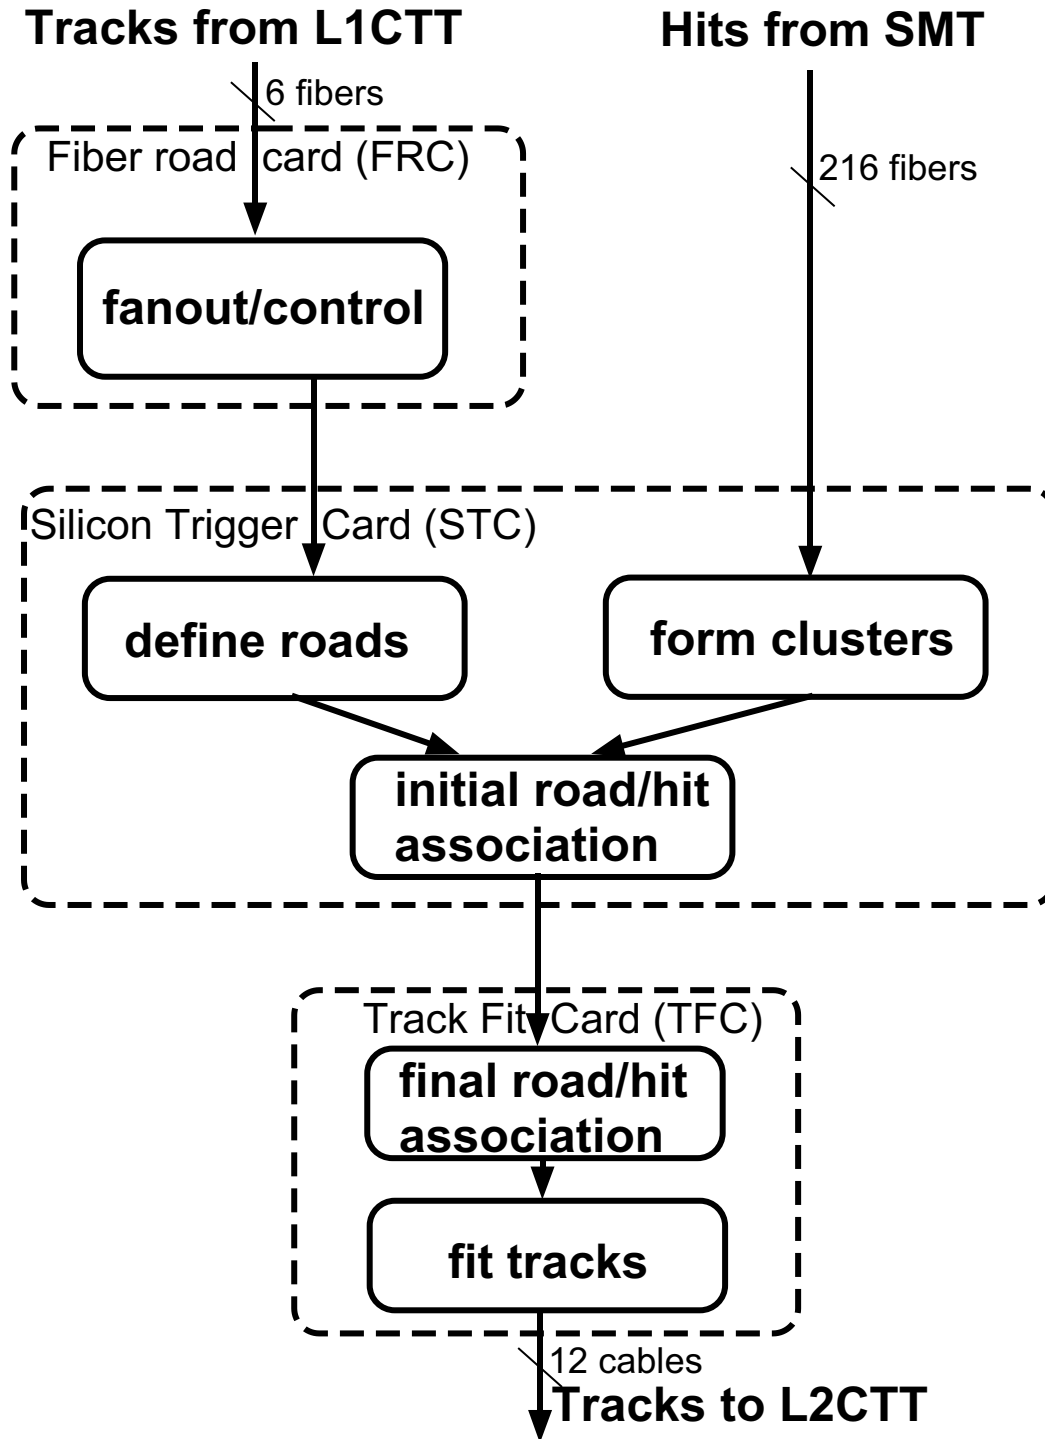 Tracks from L1CTT
Hits from SMT
6 fibers
216 fibers
Fiber road card (FRC)
fanout/control
Silicon Trigger Card (STC)
define roads
form clusters
initial road/hit
association
Track Fit Card (TFC)
final road/hit
association
fit tracks
12 cables
Tracks to L2CTT